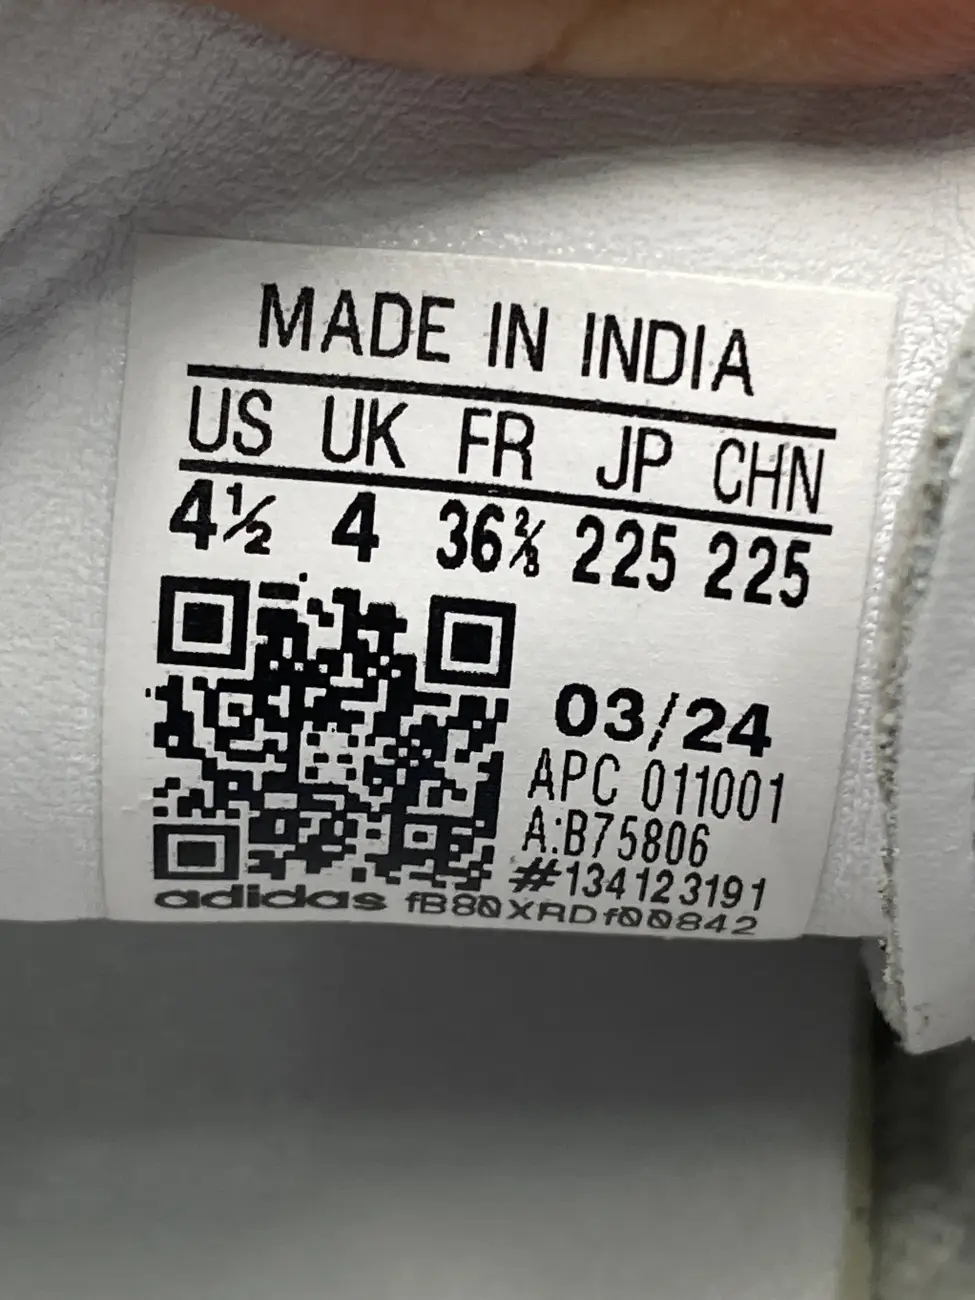 MADE IN INDIA
US UK FR JP CHN
4½ 4 36⅔ 225 225
03/24
APC 011001
A:B75806
#134123191
adidas fB80XRDf00842